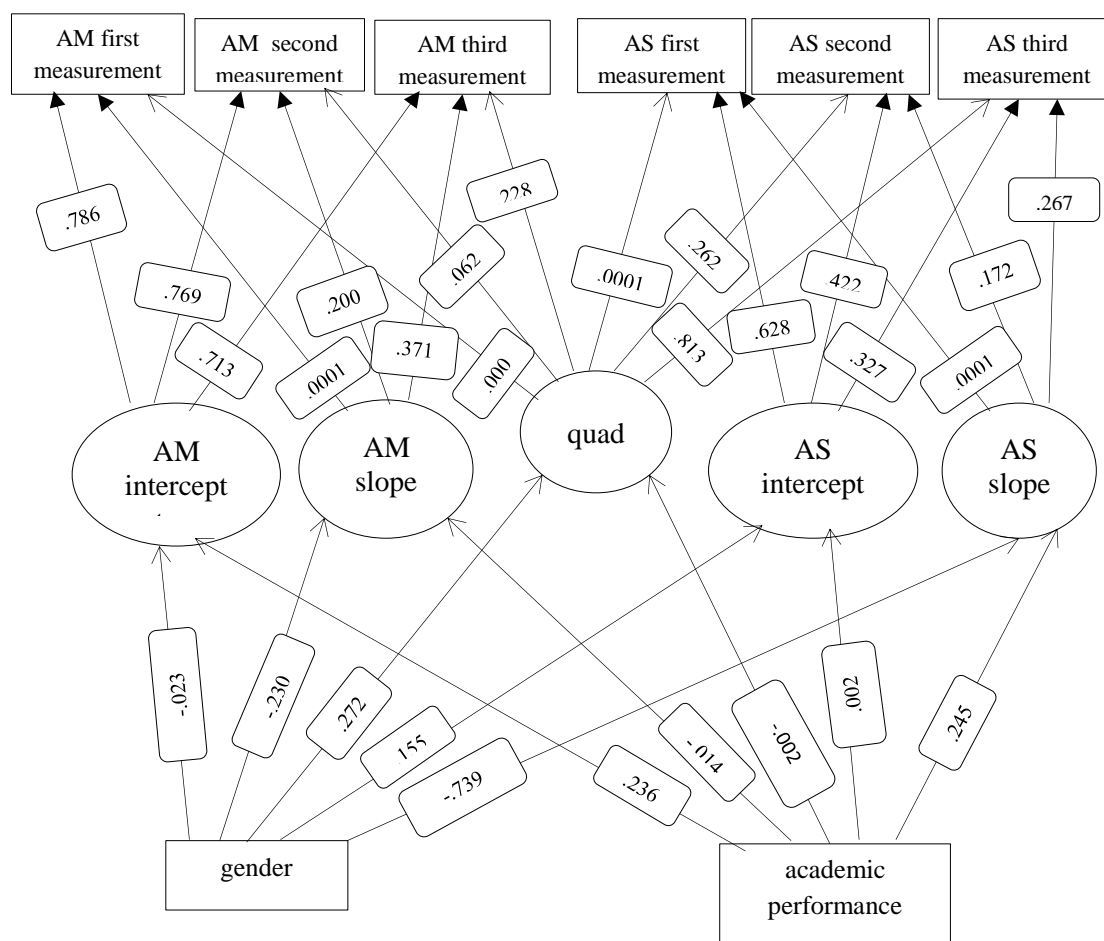 AM first
measurement
AM second
measurement
AM third
measurement
AS first
measurement
AS second
measurement
AS third
measurement
.786
.769
.713
.0001
.200
.371
.000
.062
.228
.0001
.262
.813
.628
.422
.327
.0001
.172
.267
AM
intercept
AM
slope
quad
AS
intercept
AS
slope
-.023
-.230
.272
.155
-.739
.236
-.014
-.002
.002
.245
gender
academic
performance